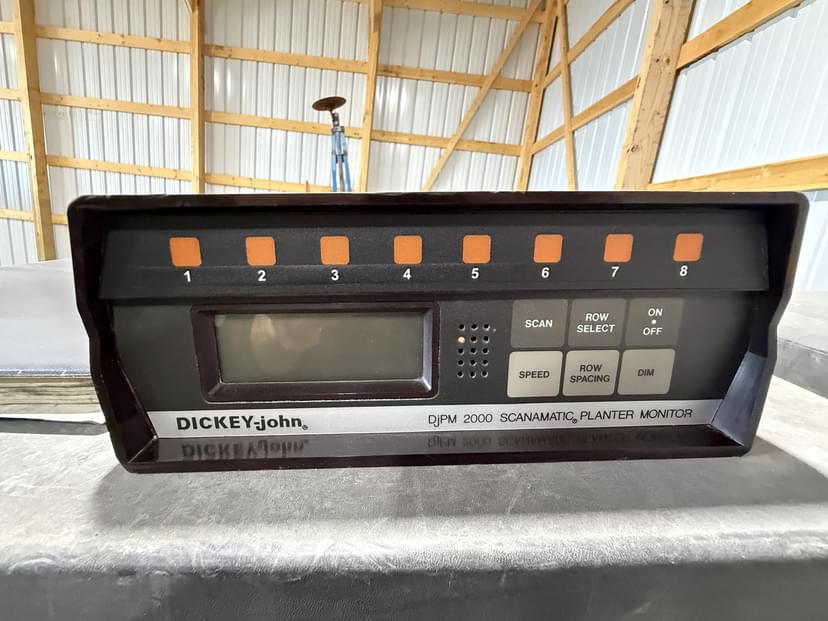 1 2 3 4 5 6 7 8
SCAN
ROW
SELECT
ON
OFF
SPEED
ROW
SPACING
DIM
DICKEY-john®
DjPM 2000 SCANAMATIC® PLANTER MONITOR